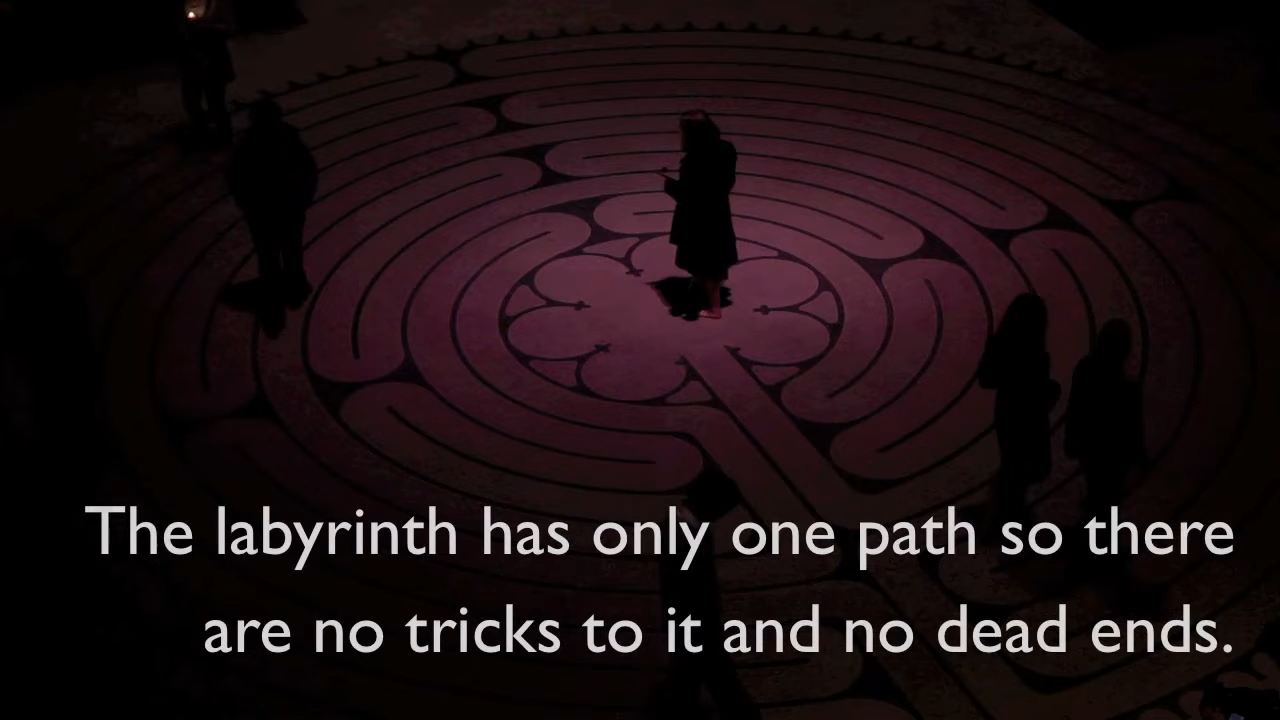 The labyrinth has only one path so there
are no tricks to it and no dead ends.